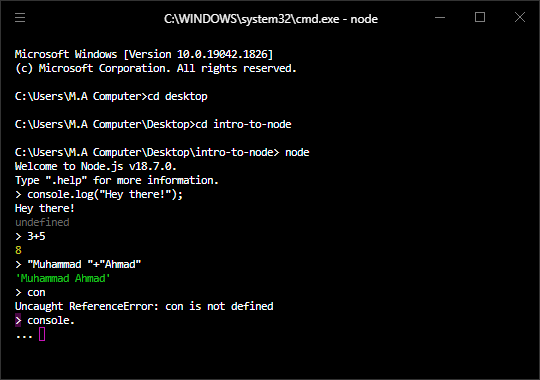 C:\WINDOWS\system32\cmd.exe - node
Microsoft Windows [Version 10.0.19042.1826]
(c) Microsoft Corporation. All rights reserved.
C:\Users\M.A Computer>cd desktop
C:\Users\M.A Computer\Desktop>cd intro-to-node
C:\Users\M.A Computer\Desktop\intro-to-node> node
Welcome to Node.js v18.7.0.
Type ".help" for more information.
> console.log("Hey there!");
Hey there!
undefined
> 3+5
8
> "Muhammad "+"Ahmad"
'Muhammad Ahmad'
> con
Uncaught ReferenceError: con is not defined
> console.
...